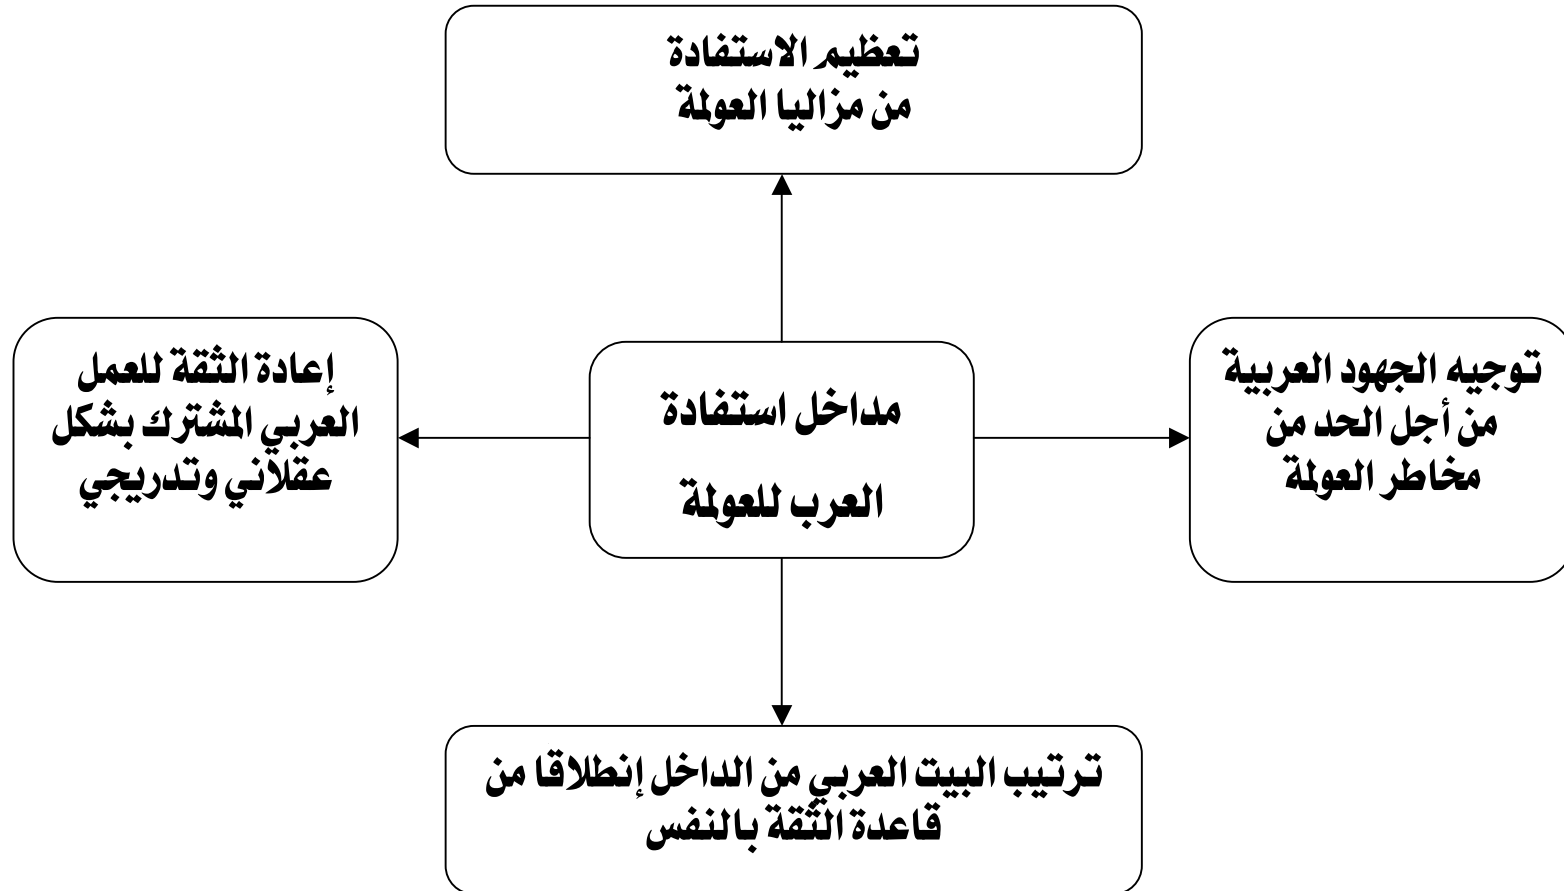 تعظيم الاستفادة
من مزاليا العولمة
توجيه الجهود العربية
من أجل الحد من
مخاطر العولمة
مداخل استفادة
العرب للعولمة
إعادة الثقة للعمل
العربي المشترك بشكل
عقلاني وتدريجي
ترتيب البيت العربي من الداخل إنطلاقا من
قاعدة الثقة بالنفس